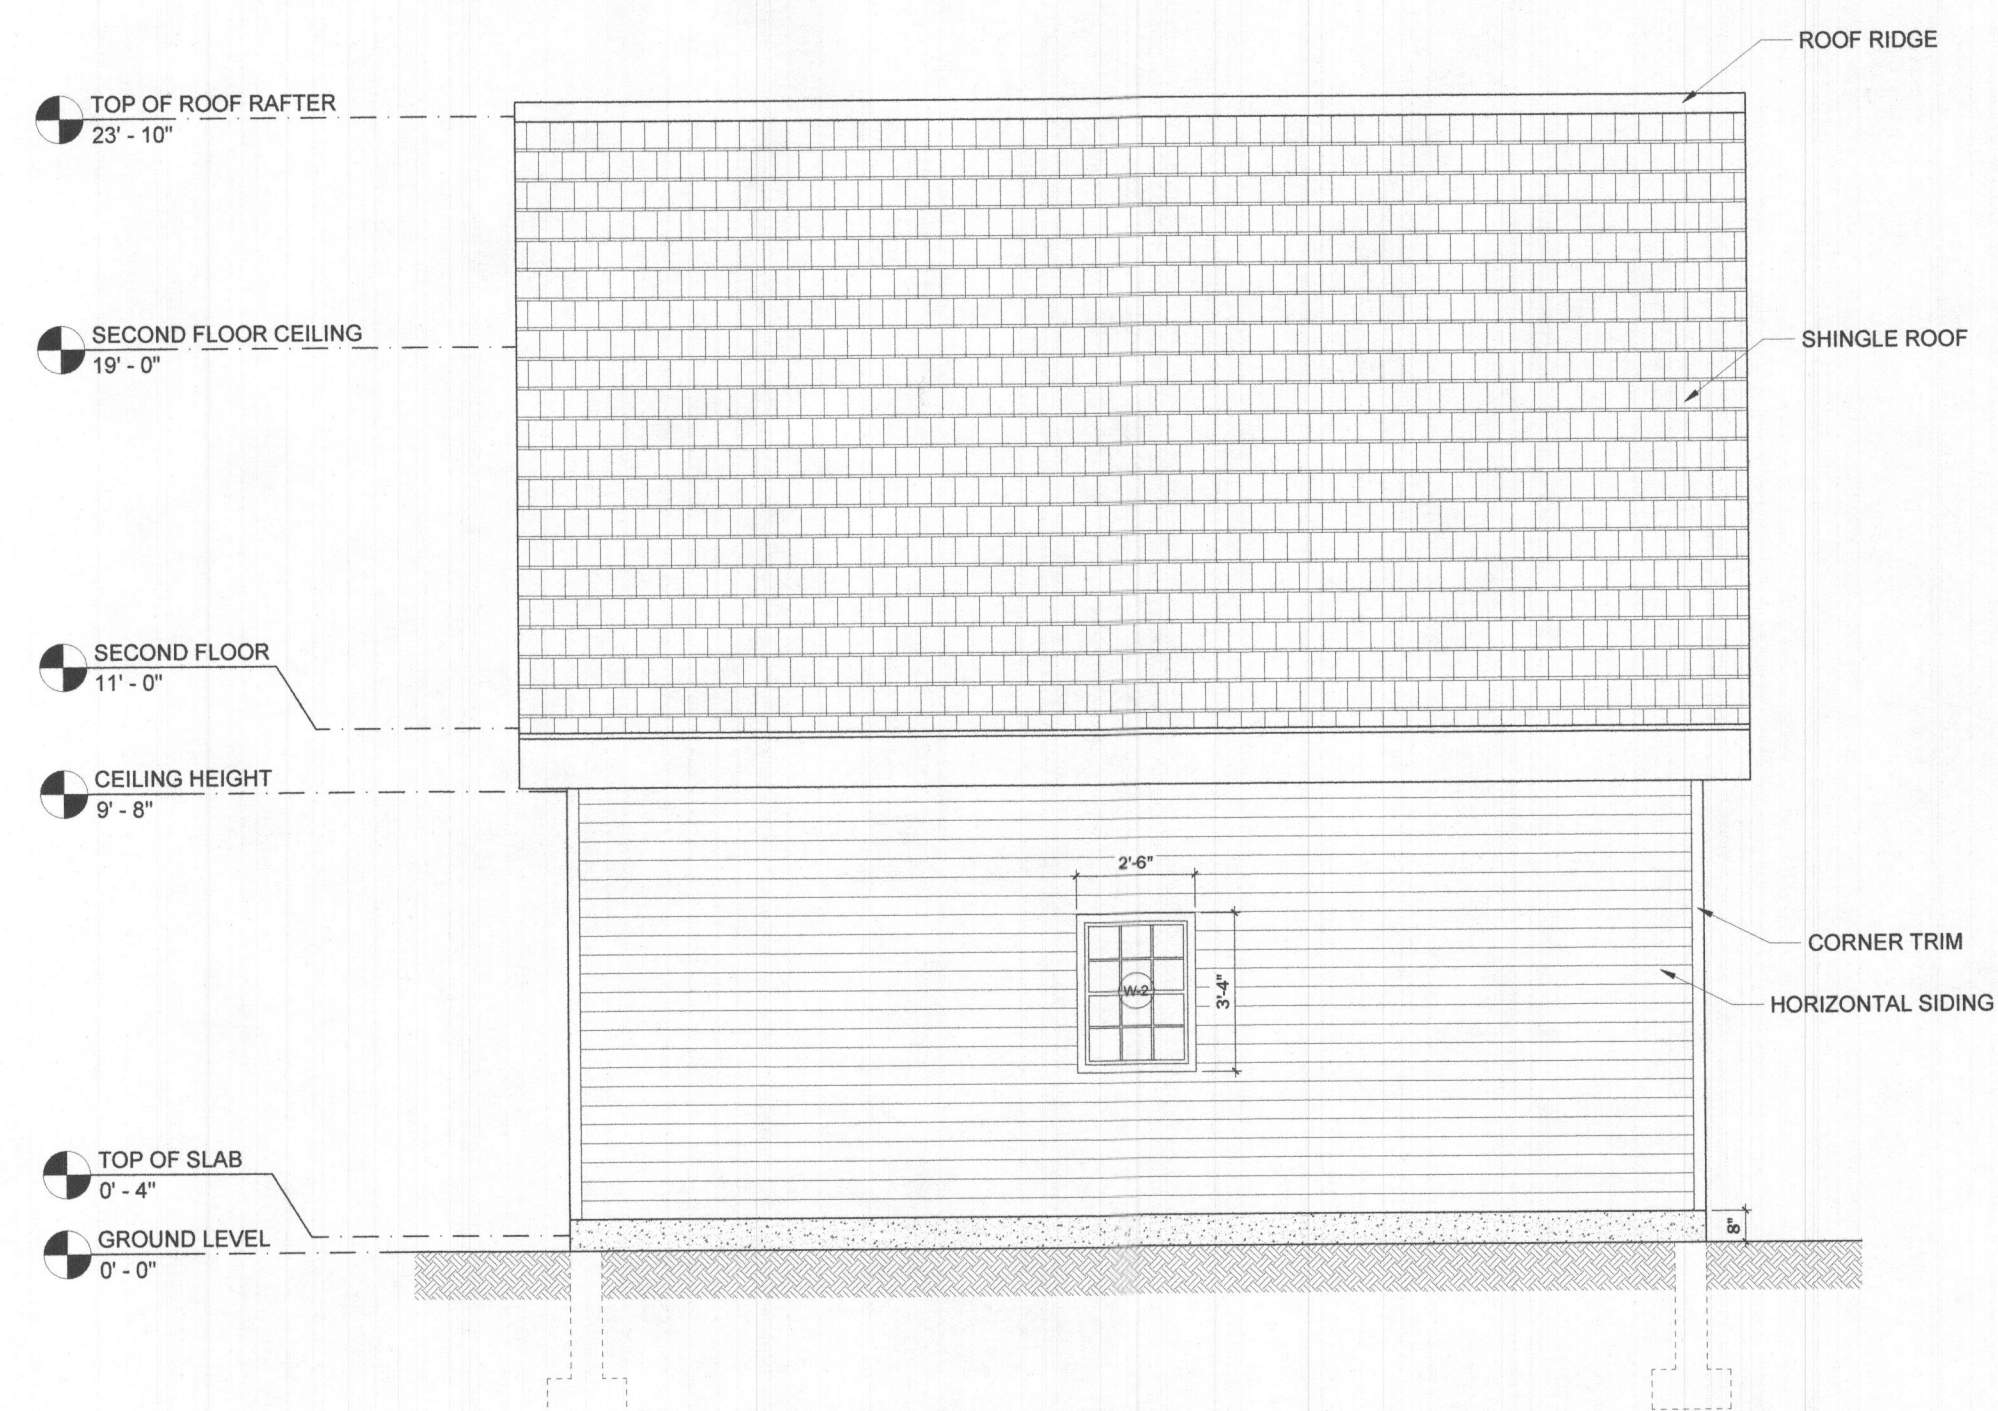 ROOF RIDGE
TOP OF ROOF RAFTER
23' - 10"
SECOND FLOOR CEILING
19' - 0"
SHINGLE ROOF
SECOND FLOOR
11' - 0"
CEILING HEIGHT
9' - 8"
2'-6"
CORNER TRIM
W-2
3'-4"
HORIZONTAL SIDING
TOP OF SLAB
0' - 4"
8"
GROUND LEVEL
0' - 0"